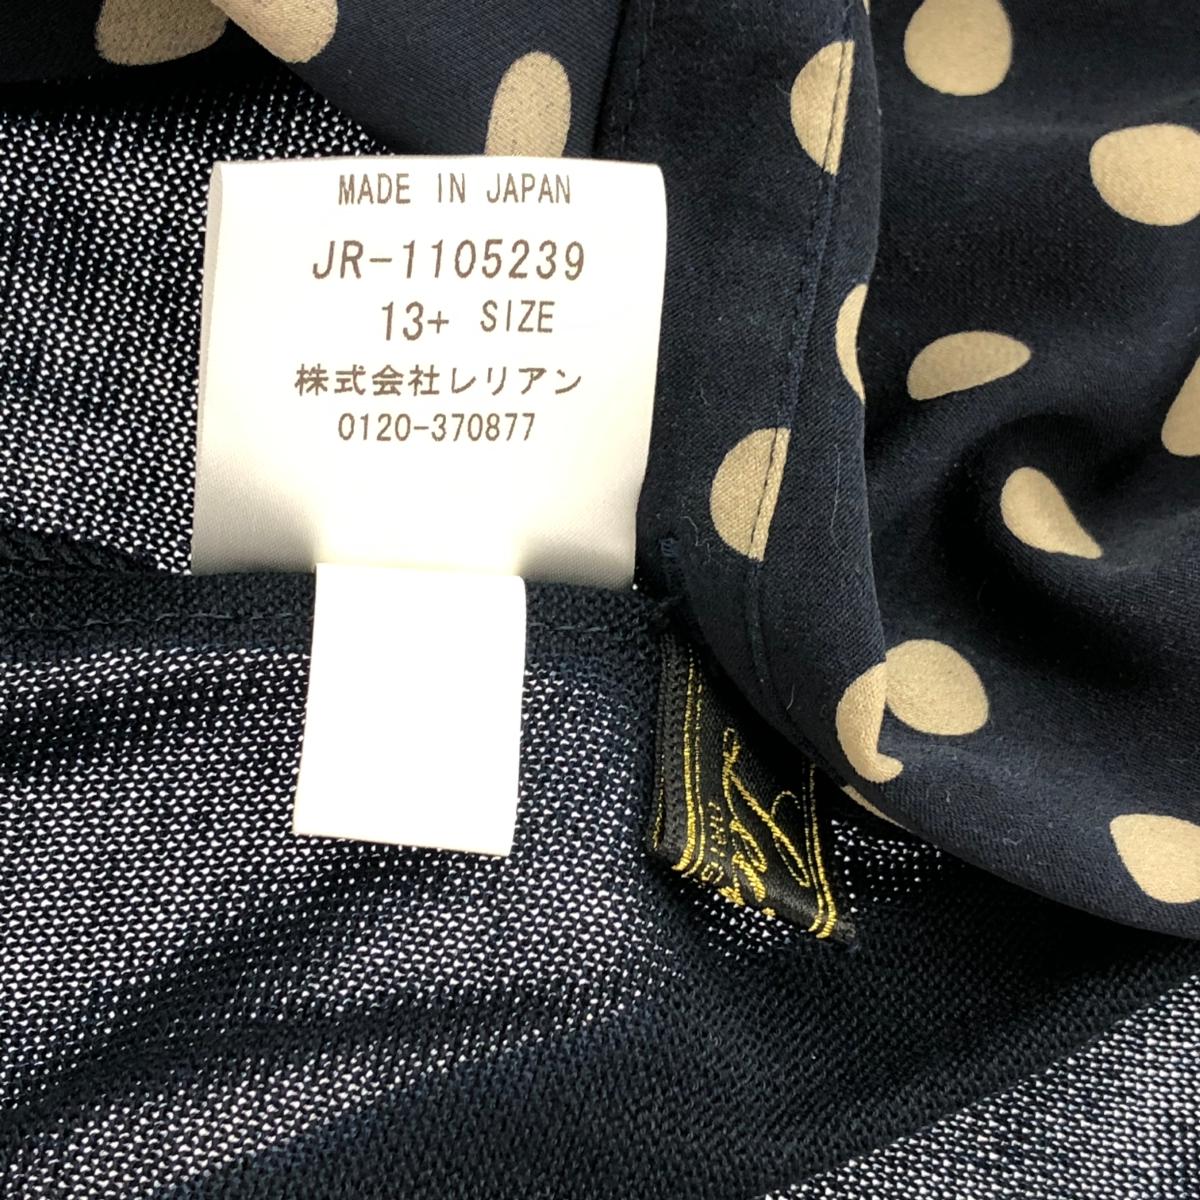 MADE IN JAPAN
JR-1105239
13+ SIZE
株式会社レリアン
0120-370877